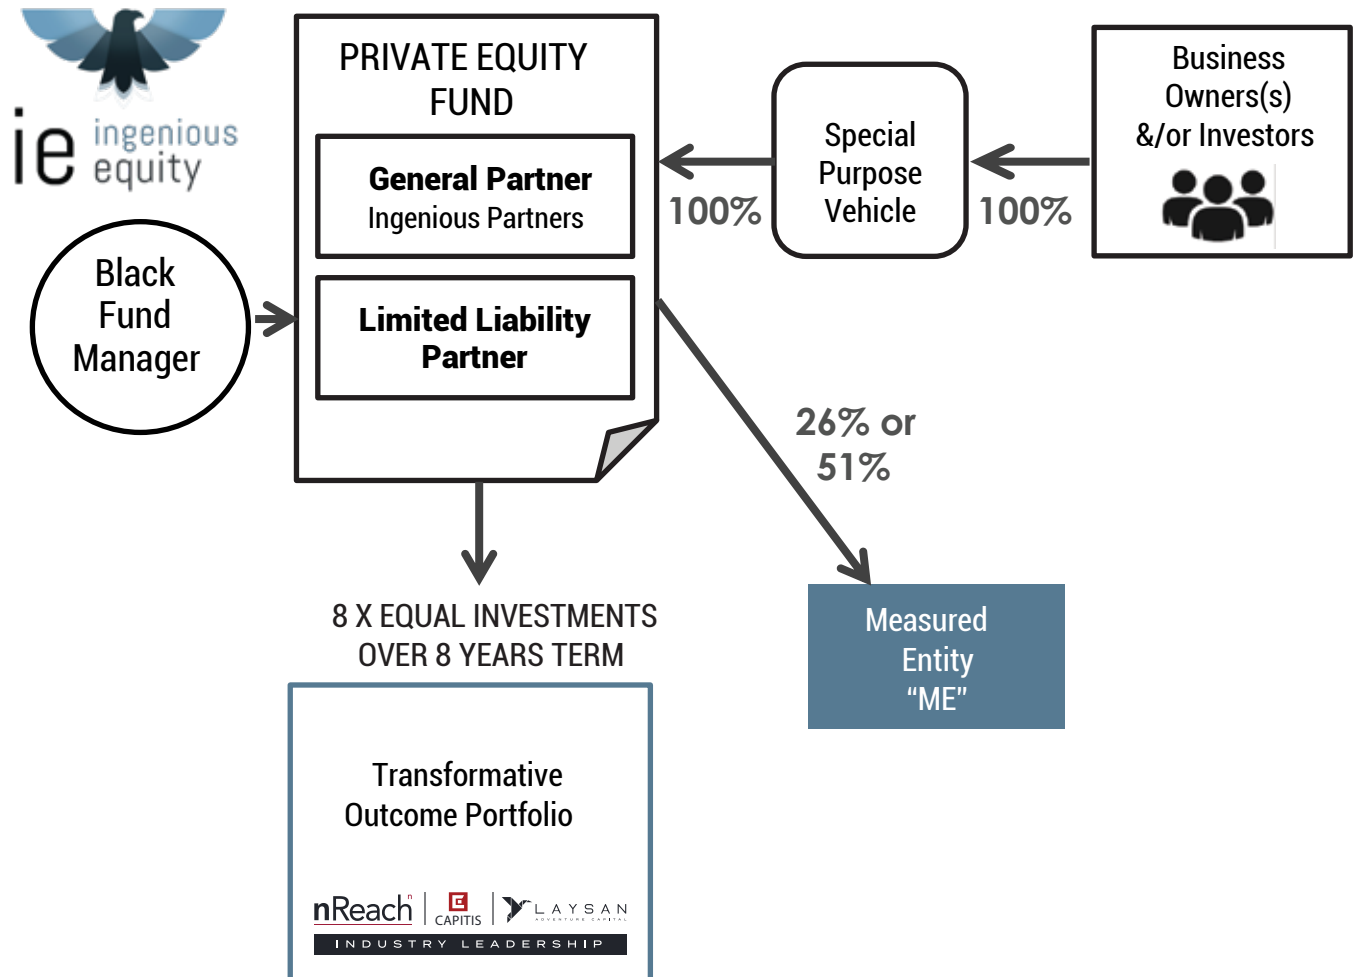 ie ingenious
equity
PRIVATE EQUITY
FUND
General Partner
Ingenious Partners
Limited Liability
Partner
Black
Fund
Manager
100%
Special
Purpose
Vehicle
100%
Business
Owners(s)
&/or Investors
26% or
51%
8 X EQUAL INVESTMENTS
OVER 8 YEARS TERM
Measured
Entity
“ME”
Transformative
Outcome Portfolio
nReach n
CAPITIS
LAYSAN
ADVENTURE CAPITAL
INDUSTRY LEADERSHIP